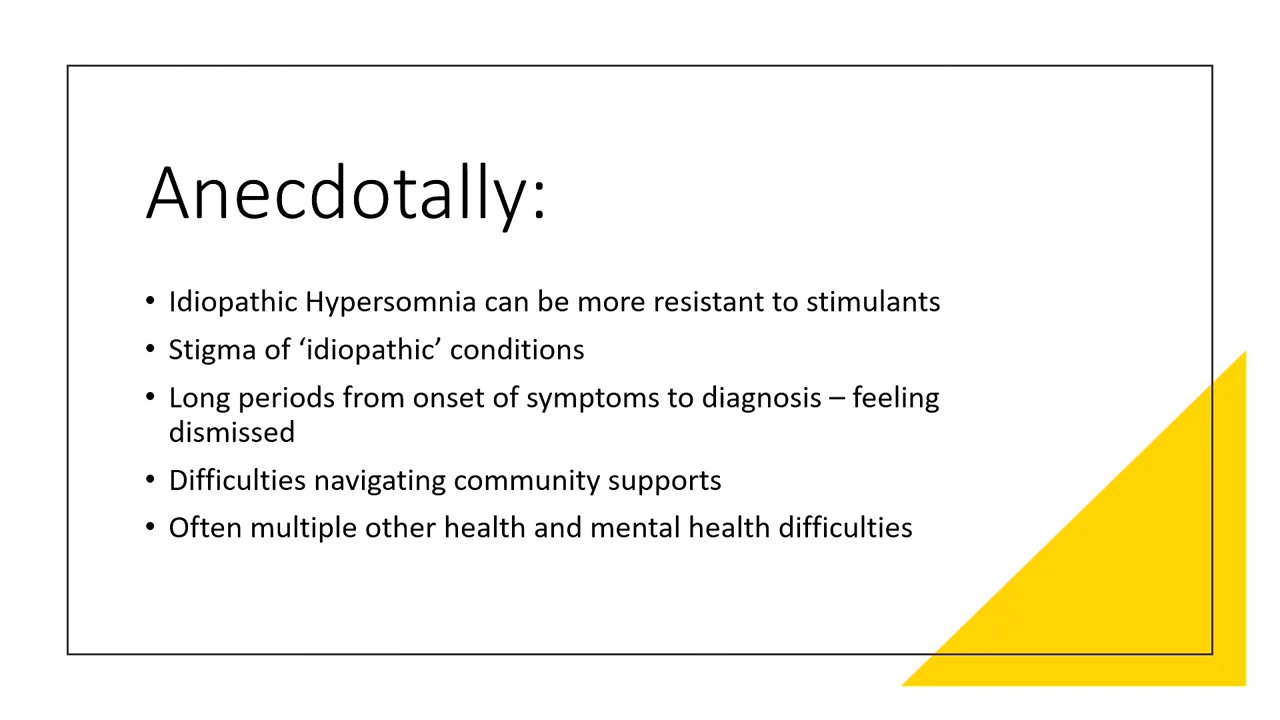 Anecdotally:
• Idiopathic Hypersomnia can be more resistant to stimulants
• Stigma of ‘idiopathic’ conditions
• Long periods from onset of symptoms to diagnosis – feeling
dismissed
• Difficulties navigating community supports
• Often multiple other health and mental health difficulties